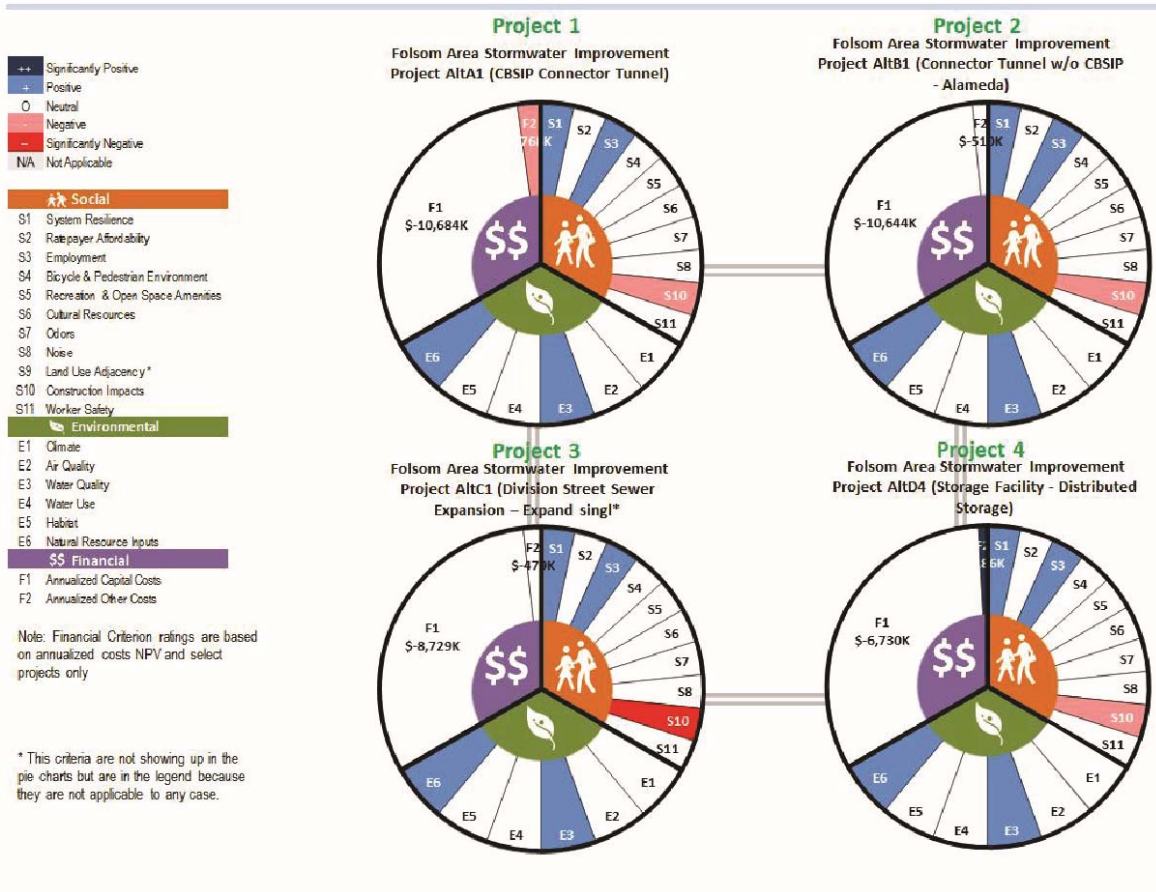 ++ Significantly Positive
+ Positive
O Neutral
- Negative
-- Significantly Negative
N/A Not Applicable
Social
S1 System Resilience
S2 Ratepayer Affordability
S3 Employment
S4 Bicycle & Pedestrian Environment
S5 Recreation & Open Space Amenities
S6 Cultural Resources
S7 Odors
S8 Noise
S9 Land Use Adjacency *
S10 Construction Impacts
S11 Worker Safety
Environmental
E1 Climate
E2 Air Quality
E3 Water Quality
E4 Water Use
E5 Habitat
E6 Natural Resource Inputs
$$ Financial
F1 Annualized Capital Costs
F2 Annualized Other Costs
Note: Financial Criterion ratings are based
on annualized costs NPV and select
projects only
* This criteria are not showing up in the
pie charts but are in the legend because
they are not applicable to any case.
Project 1
Folsom Area Stormwater Improvement
Project AltA1 (CBSIP Connector Tunnel)
F2
S1
S2
S3
S4
S5
S6
S7
S8
S10
S11
E1
E2
E3
E4
E5
E6
F1
$-10,684K
$$
Project 2
Folsom Area Stormwater Improvement
Project AltB1 (Connector Tunnel w/o CBSIP
- Alameda)
F2
$-510K
S1
S2
S3
S4
S5
S6
S7
S8
S10
S11
E1
E2
E3
E4
E5
E6
F1
$-10,644K
$$
Project 3
Folsom Area Stormwater Improvement
Project AltC1 (Division Street Sewer
Expansion – Expand singl*
F2
$-470K
S1
S2
S3
S4
S5
S6
S7
S8
S10
S11
E1
E2
E3
E4
E5
E6
F1
$-8,729K
$$
Project 4
Folsom Area Stormwater Improvement
Project AltD4 (Storage Facility - Distributed
Storage)
S1
S2
S3
S4
S5
S6
S7
S8
S10
S11
E1
E2
E3
E4
E5
E6
F1
$-6,730K
$$